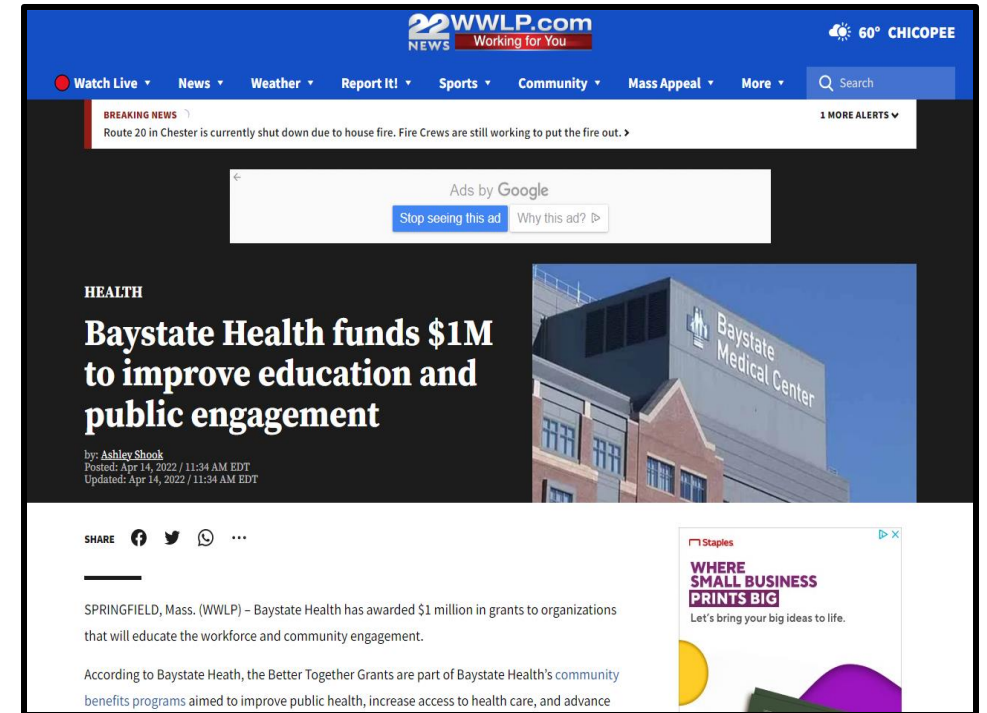 22 WWLP.com
NEWS Working for You
60° CHICOPEE
Watch Live News Weather Report It! Sports Community Mass Appeal More Search
BREAKING NEWS
1 MORE ALERTS
Route 20 in Chester is currently shut down due to house fire. Fire Crews are still working to put the fire out.
Ads by Google
Stop seeing this ad Why this ad?
HEALTH
Baystate Health funds $1M
to improve education and
public engagement
by: Ashley Shook
Posted: Apr 14, 2022 / 11:34 AM EDT
Updated: Apr 14, 2022 / 11:34 AM EDT
Baystate
Medical Center
SHARE
SPRINGFIELD, Mass. (WWLP) – Baystate Health has awarded $1 million in grants to organizations
that will educate the workforce and community engagement.
According to Baystate Heath, the Better Together Grants are part of Baystate Health's community
benefits programs aimed to improve public health, increase access to health care, and advance
Staples
WHERE
SMALL BUSINESS
PRINTS BIG
Let's bring your big ideas to life.